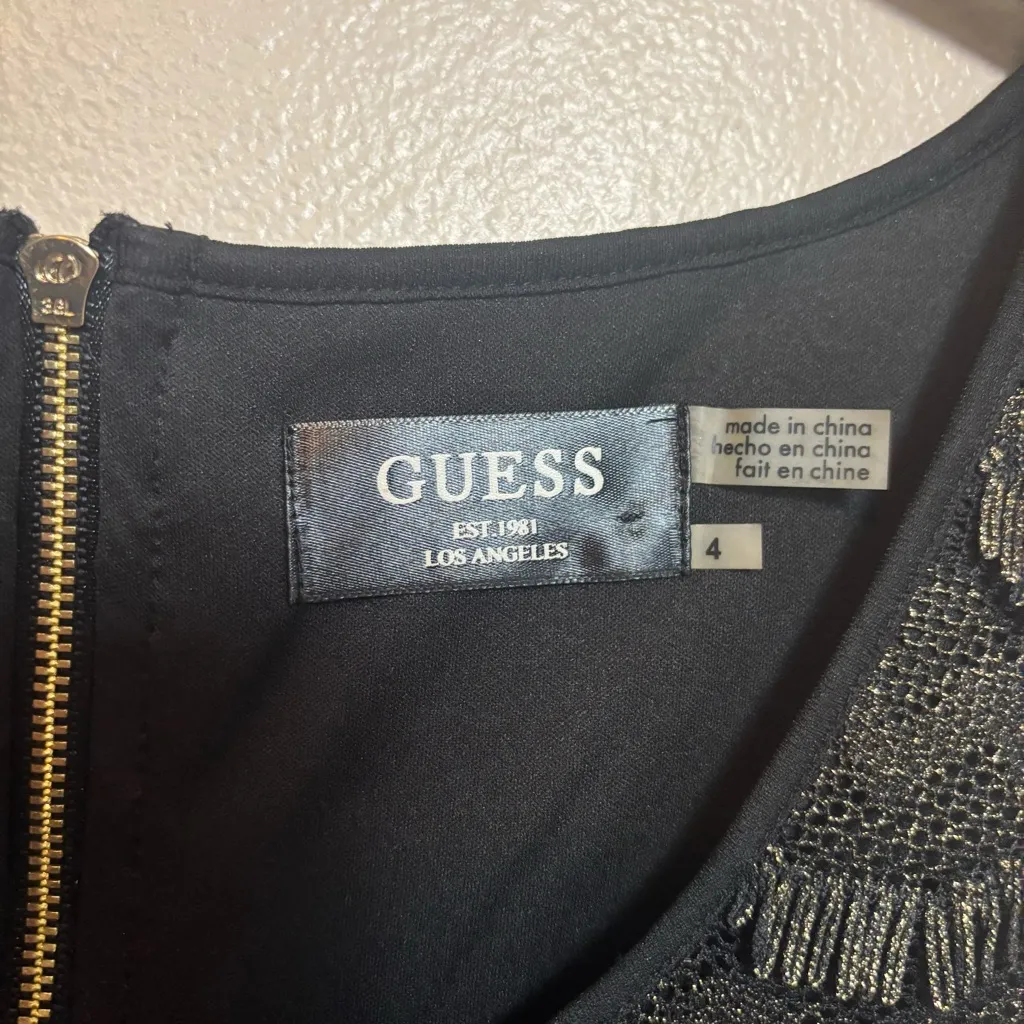 GUESS
EST.1981
LOS ANGELES
made in china
hecho en china
fait en chine
4